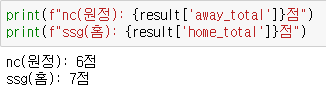 print(f"nc(원정): {result['away_total']}점")
print(f"ssg(홈): {result['home_total']}점")
nc(원정): 6점
ssg(홈): 7점